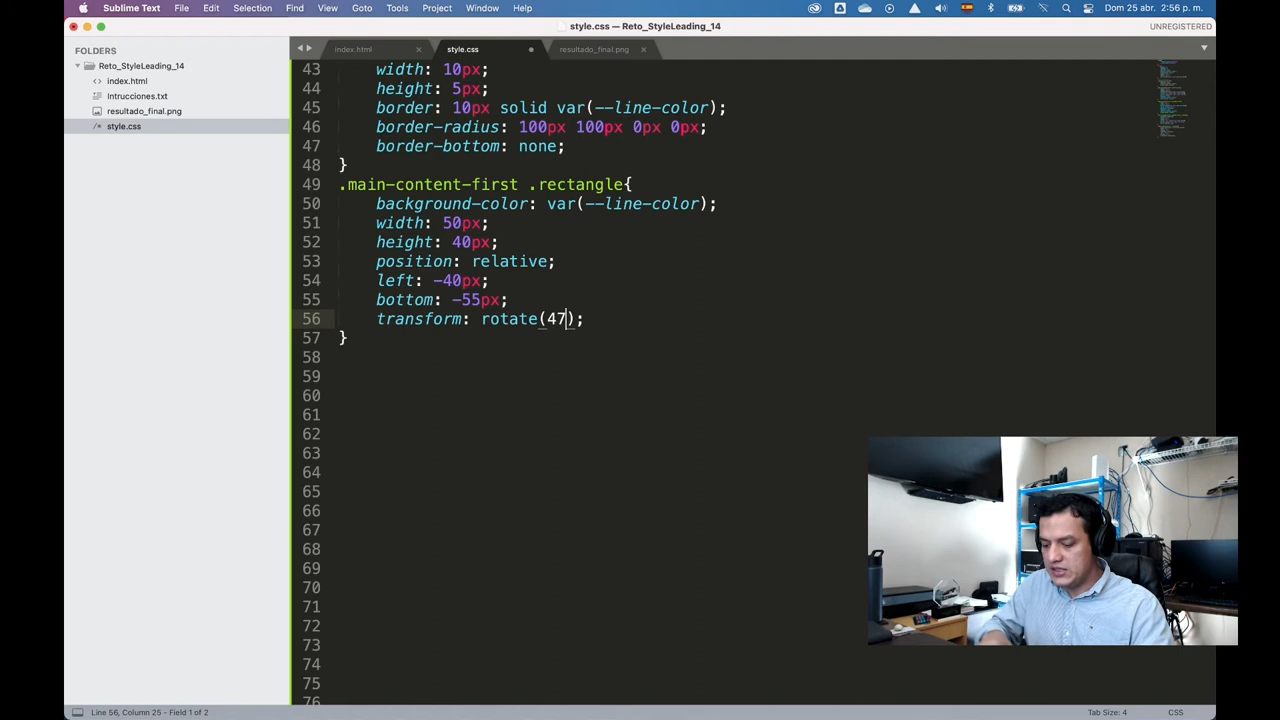 Sublime Text File Edit Selection Find View Goto Tools Project Window Help Dom 25 abr. 2:56 p. m.
style.css — Reto_StyleLeading_14 UNREGISTERED
FOLDERS
Reto_StyleLeading_14
<> index.html
Intrucciones.txt
resultado_final.png
/* style.css
index.html × style.css resultado_final.png ×
43 width: 10px;
44 height: 5px;
45 border: 10px solid var(--line-color);
46 border-radius: 100px 100px 0px 0px;
47 border-bottom: none;
48 }
49 .main-content-first .rectangle{
50 background-color: var(--line-color);
51 width: 50px;
52 height: 40px;
53 position: relative;
54 left: -40px;
55 bottom: -55px;
56 transform: rotate(47);
57 }
58
59
60
61
62
63
64
65
66
67
68
69
70
71
72
73
74
75
76
Line 56, Column 25 - Field 1 of 2 Tab Size: 4 CSS